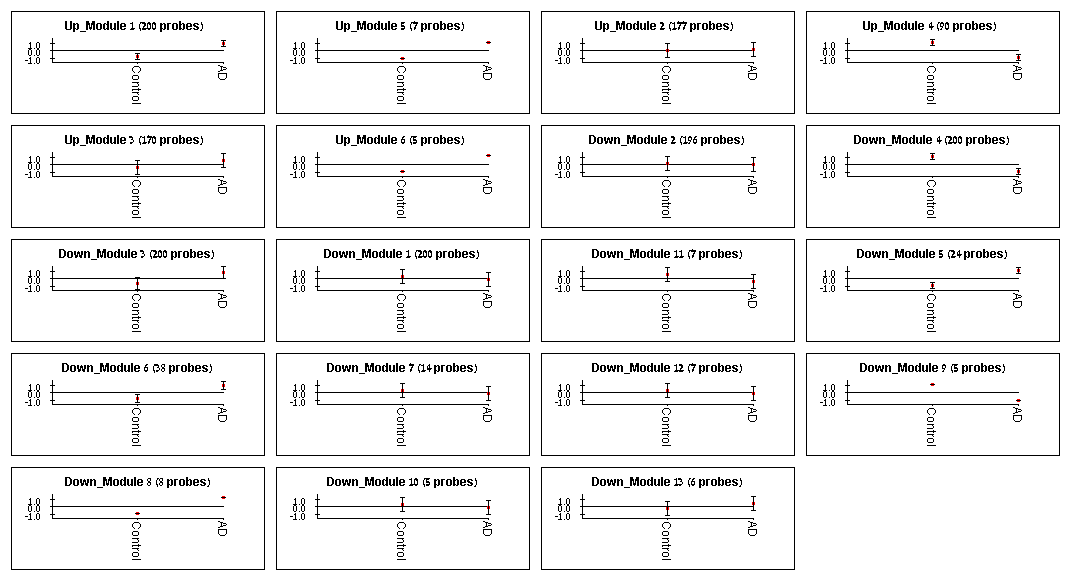 Up_Module 1 (200 probes)
1.0
0.0
-1.0
Control
AD
Up_Module 5 (7 probes)
1.0
0.0
-1.0
Control
AD
Up_Module 2 (177 probes)
1.0
0.0
-1.0
Control
AD
Up_Module 4 (90 probes)
1.0
0.0
-1.0
Control
AD
Up_Module 3 (170 probes)
1.0
0.0
-1.0
Control
AD
Up_Module 6 (5 probes)
1.0
0.0
-1.0
Control
AD
Down_Module 2 (196 probes)
1.0
0.0
-1.0
Control
AD
Down_Module 4 (200 probes)
1.0
0.0
-1.0
Control
AD
Down_Module 3 (200 probes)
1.0
0.0
-1.0
Control
AD
Down_Module 1 (200 probes)
1.0
0.0
-1.0
Control
AD
Down_Module 11 (7 probes)
1.0
0.0
-1.0
Control
AD
Down_Module 5 (24 probes)
1.0
0.0
-1.0
Control
AD
Down_Module 6 (38 probes)
1.0
0.0
-1.0
Control
AD
Down_Module 7 (14 probes)
1.0
0.0
-1.0
Control
AD
Down_Module 12 (7 probes)
1.0
0.0
-1.0
Control
AD
Down_Module 9 (5 probes)
1.0
0.0
-1.0
Control
AD
Down_Module 8 (8 probes)
1.0
0.0
-1.0
Control
AD
Down_Module 10 (5 probes)
1.0
0.0
-1.0
Control
AD
Down_Module 13 (6 probes)
1.0
0.0
-1.0
Control
AD